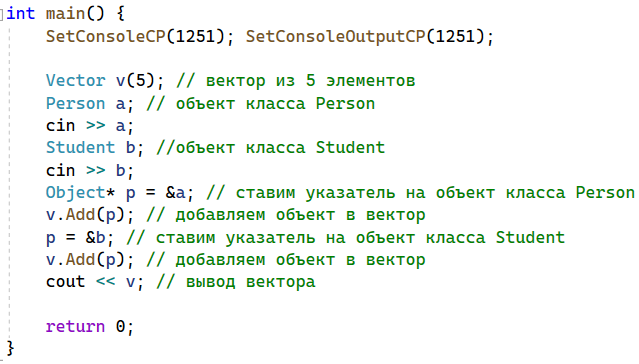 int main() {
SetConsoleCP(1251); SetConsoleOutputCP(1251);
Vector v(5); // вектор из 5 элементов
Person a; // объект класса Person
cin >> a;
Student b; //объект класса Student
cin >> b;
Object* p = &a; // ставим указатель на объект класса Person
v.Add(p); // добавляем объект в вектор
p = &b; // ставим указатель на объект класса Student
v.Add(p); // добавляем объект в вектор
cout << v; // вывод вектора
return 0;
}